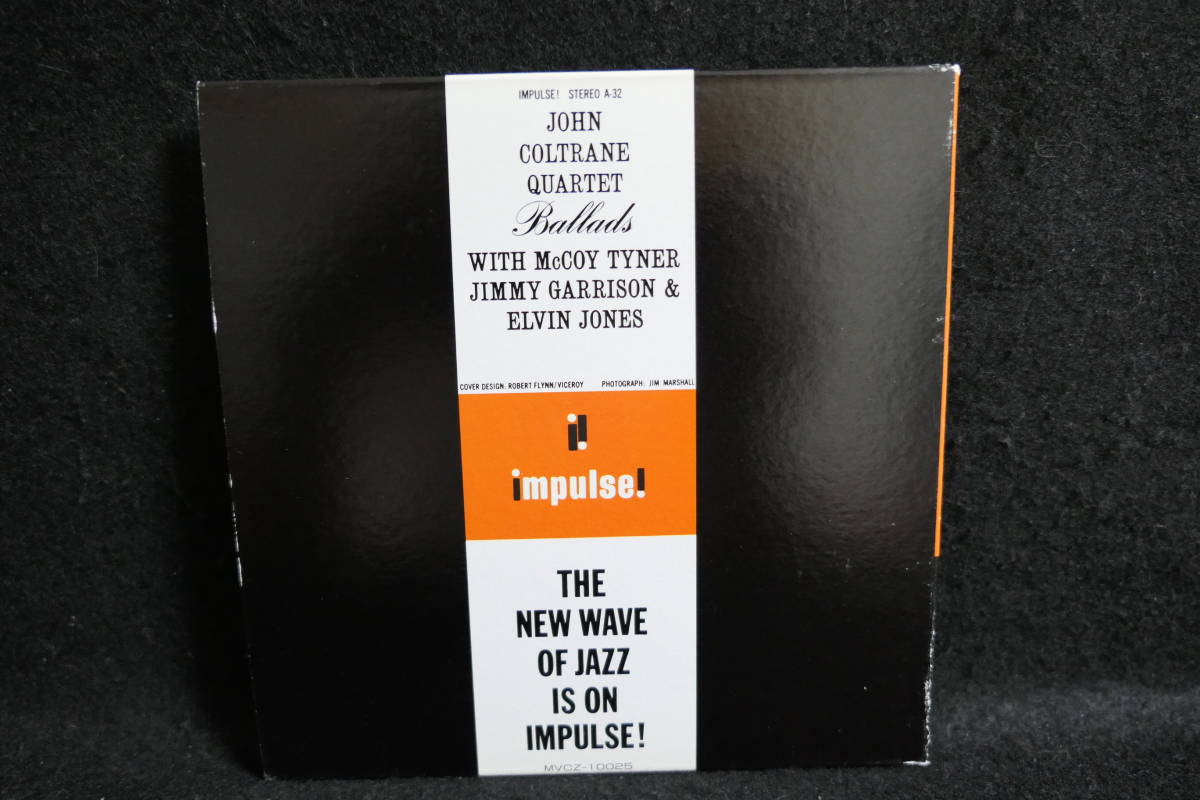 IMPULSE! STEREO A-32
JOHN
COLTRANE
QUARTET
Ballads
WITH McCOY TYNER
JIMMY GARRISON &
ELVIN JONES
COVER DESIGN: ROBERT FLYNN/VICEROY PHOTOGRAPH: JIM MARSHALL
i!
impulse!
THE
NEW WAVE
OF JAZZ
IS ON
IMPULSE!
MVCZ-10025